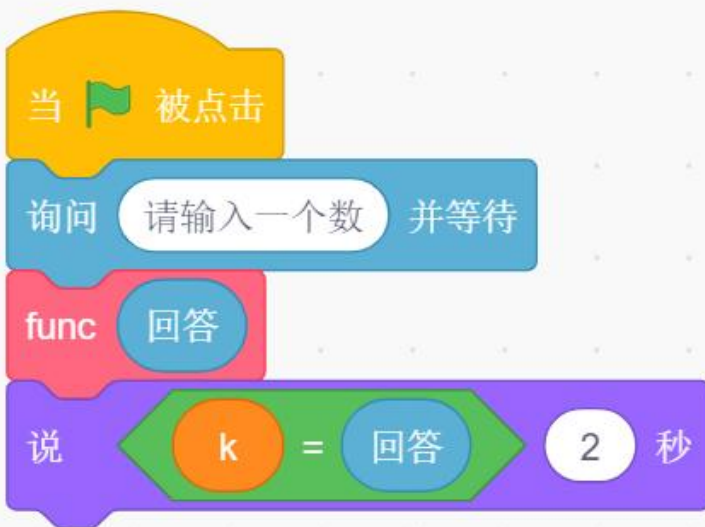 当 被点击
询问 请输入一个数 并等待
func 回答
说 k = 回答 2 秒